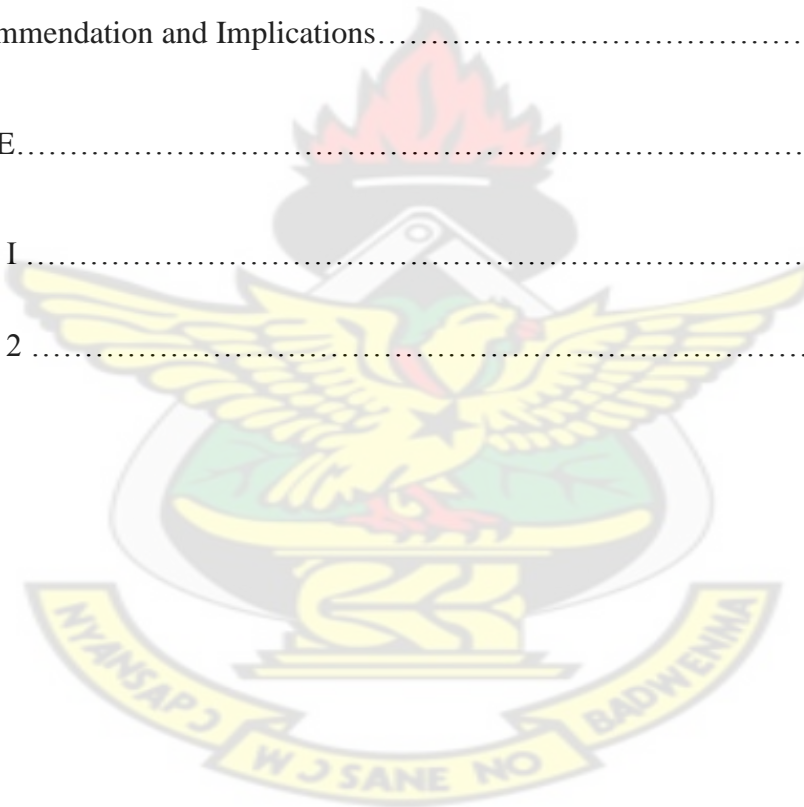 mmendation and Implications……………………………………
E……………………………………………………………………
I ……………………………………………………………………
2 ……………………………………………………………………
NYANSAPƆ WƆSANE NO BADWENMA